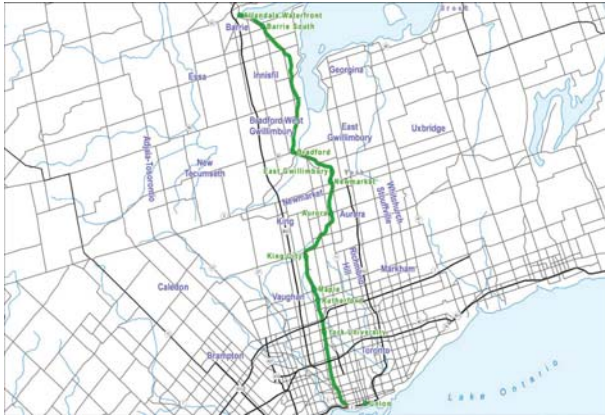 Allandale Waterfront
Barrie
Barrie South
Essa
Innisfil
Georgina
Bradford West
Gwillimbury
East
Gwillimbury
Uxbridge
Adjala-Tosorontio
New
Tecumseth
Bradford
East Gwillimbury
York
Newmarket
Newmarket
Whitchurch
Stouffville
Aurora
Aurora
King
King City
Richmond
Hill
Markham
Caledon
Vaughan
Maple
Rutherford
York University
Brampton
Toronto
Union
Lake Ontario